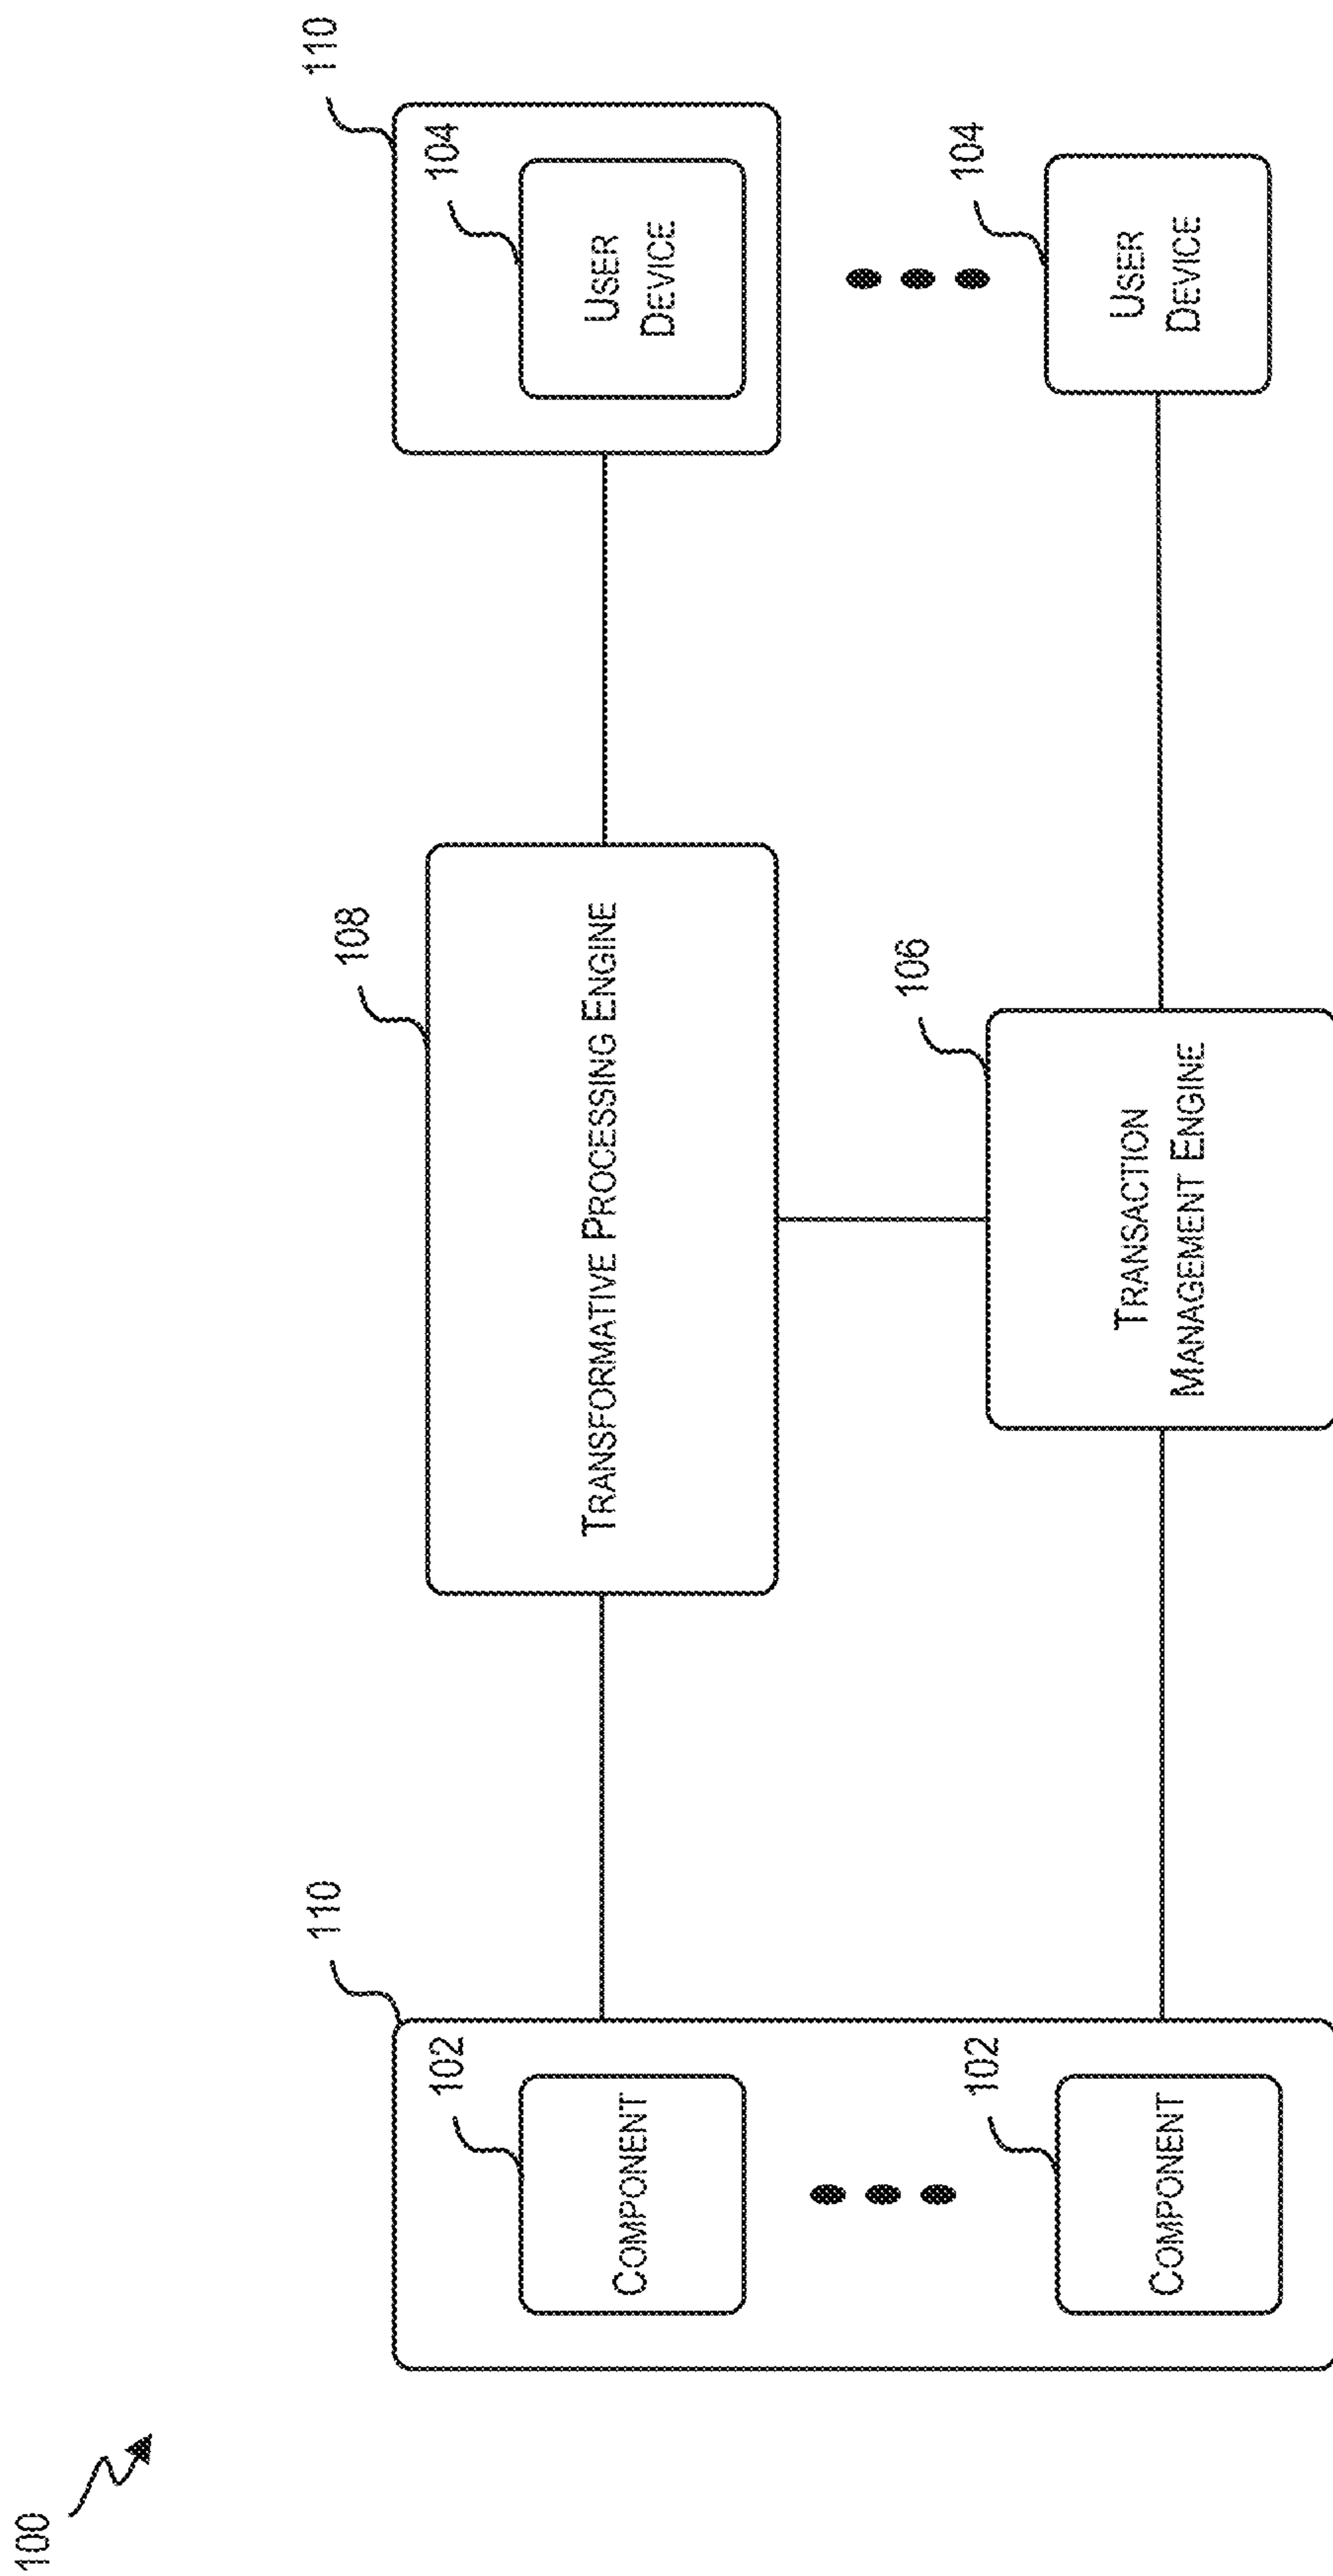 100
110
102
COMPONENT
102
COMPONENT
108
TRANSFORMATIVE PROCESSING ENGINE
106
TRANSACTION
MANAGEMENT ENGINE
110
104
USER
DEVICE
104
USER
DEVICE